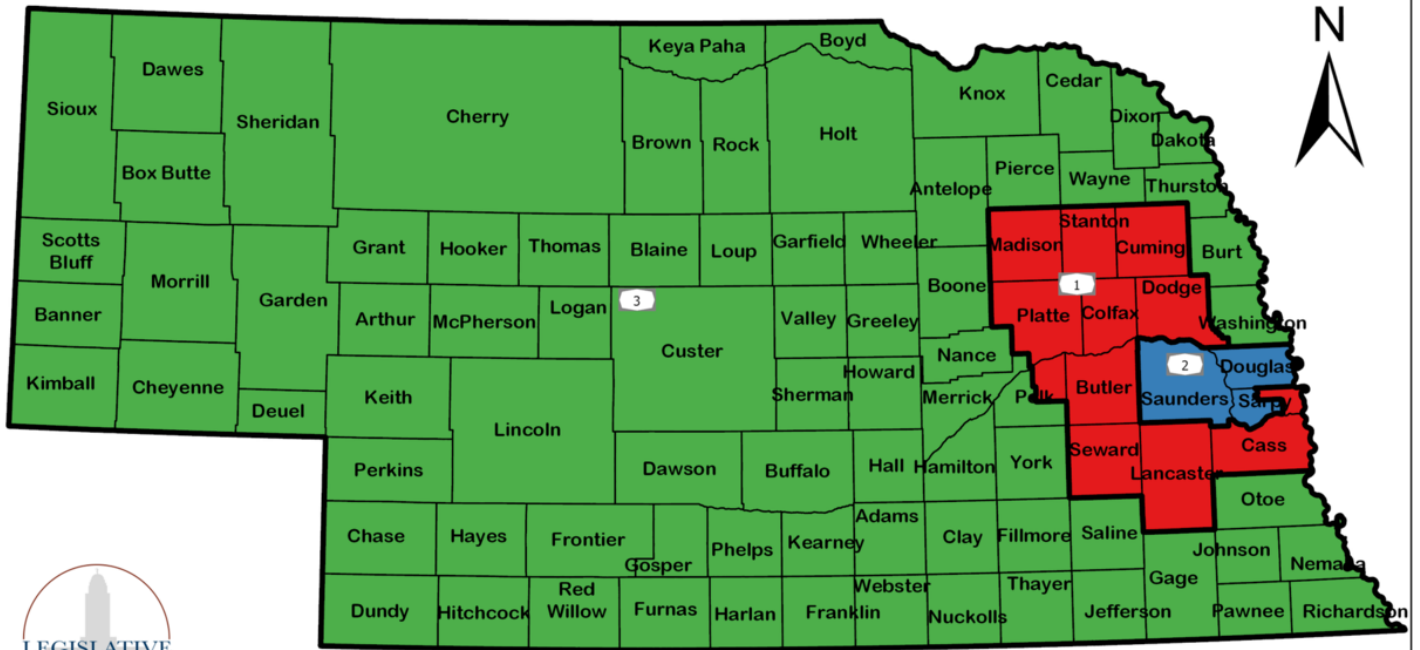 N
Keya Paha
Boyd
Dawes
Sioux
Sheridan
Cherry
Knox
Cedar
Dixon
Dakota
Brown
Rock
Holt
Box Butte
Pierce
Wayne
Thurston
Antelope
Scotts
Bluff
Morrill
Grant
Hooker
Thomas
Blaine
Loup
Garfield
Wheeler
Madison
Stanton
Cuming
Burt
Banner
Garden
Arthur
McPherson
Logan
3
Custer
Valley
Greeley
Boone
1
Platte
Colfax
Dodge
Washington
Kimball
Cheyenne
Deuel
Keith
Lincoln
Sherman
Howard
Nance
Merrick
Polk
Butler
2
Saunders
Douglas
Sarpy
Perkins
Dawson
Buffalo
Hall
Hamilton
York
Seward
Lancaster
Cass
Otoe
Chase
Hayes
Frontier
Gosper
Phelps
Kearney
Adams
Clay
Fillmore
Saline
Johnson
Nemaha
Dundy
Hitchcock
Red
Willow
Furnas
Harlan
Franklin
Webster
Nuckolls
Thayer
Jefferson
Gage
Pawnee
Richardson
LEGISLATIVE